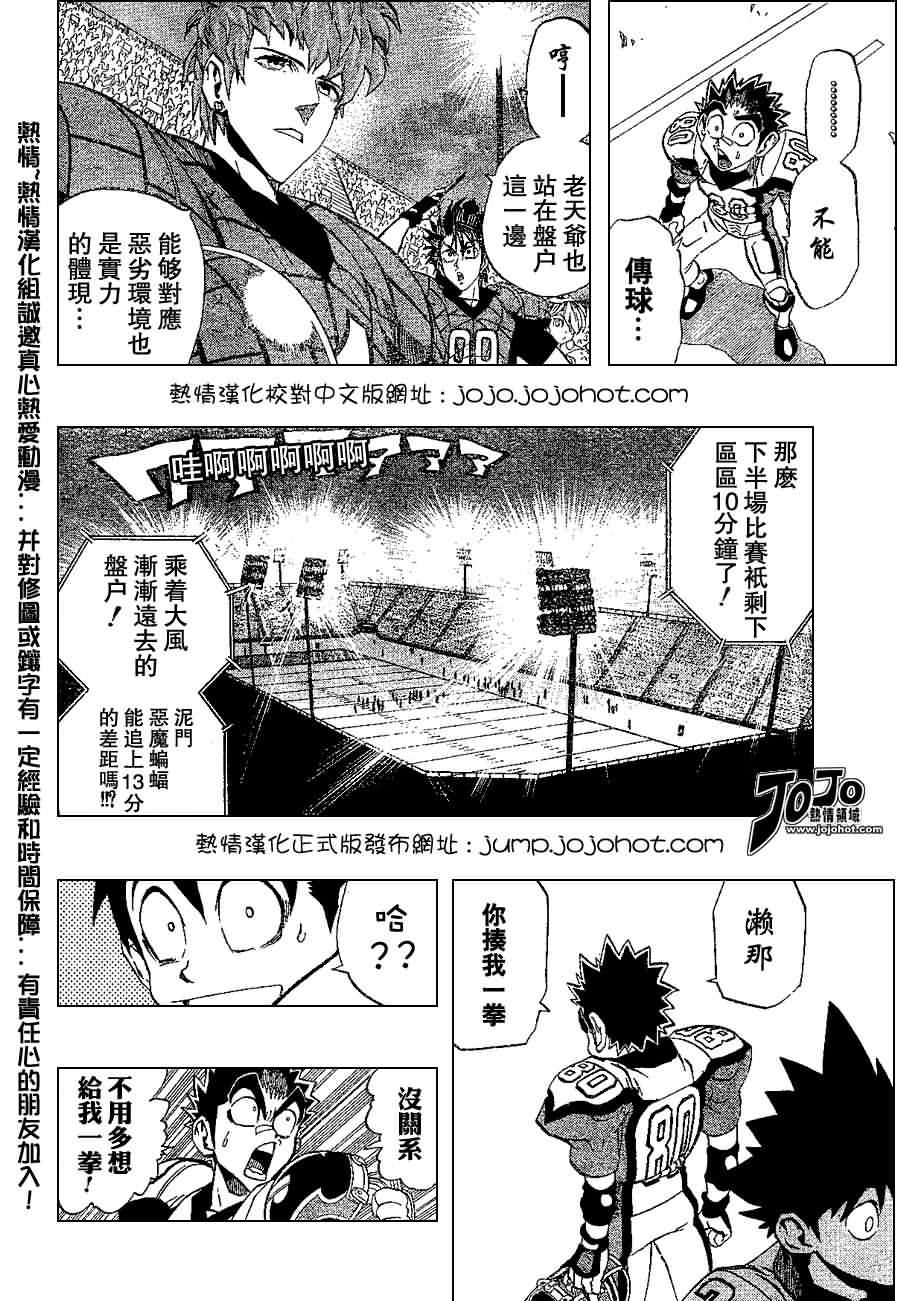 ………
不能
傳球…
哼——
老天爺也
站在盤户
這一邊
能够對應
惡劣環境也
是實力
的體現…
熱情漢化校對中文版網址：jojo.jojohot.com
那麽
下半場比賽衹剩下
區區10分鐘了！
哇啊啊啊啊啊
乘着大風
漸漸遠去的
盤户！
泥門
惡魔蝙蝠
能追上13分
的差距嗎!!?
JOJO
熱情領域
www.jojohot.com
熱情漢化正式版發布網址：jump.jojohot.com
瀨那
你揍我一拳
80
80
80
哈
？？
沒關系
不用多想
給我一拳！
熱情~熱情漢化組誠邀真心熱愛動漫...并對修圖或鑲字有一定經驗和時間保障...有責任心的朋友加入！